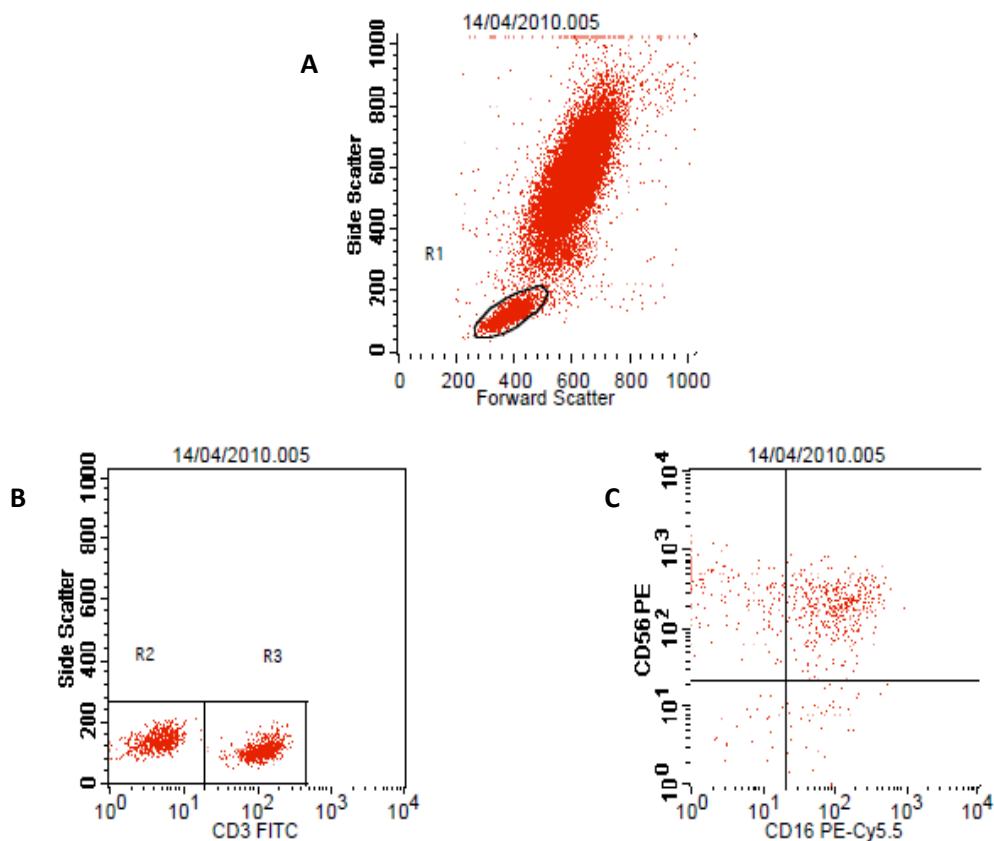 14/04/2010.005
A
1000
800
600
400
200
0
Side Scatter
R1
0 200 400 600 800 1000
Forward Scatter
14/04/2010.005
B
1000
800
600
400
200
0
Side Scatter
R2 R3
10^0 10^1 10^2 10^3 10^4
CD3 FITC
14/04/2010.005
C
10^4
10^3
10^2
10^1
10^0
CD56 PE
10^0 10^1 10^2 10^3 10^4
CD16 PE-Cy5.5